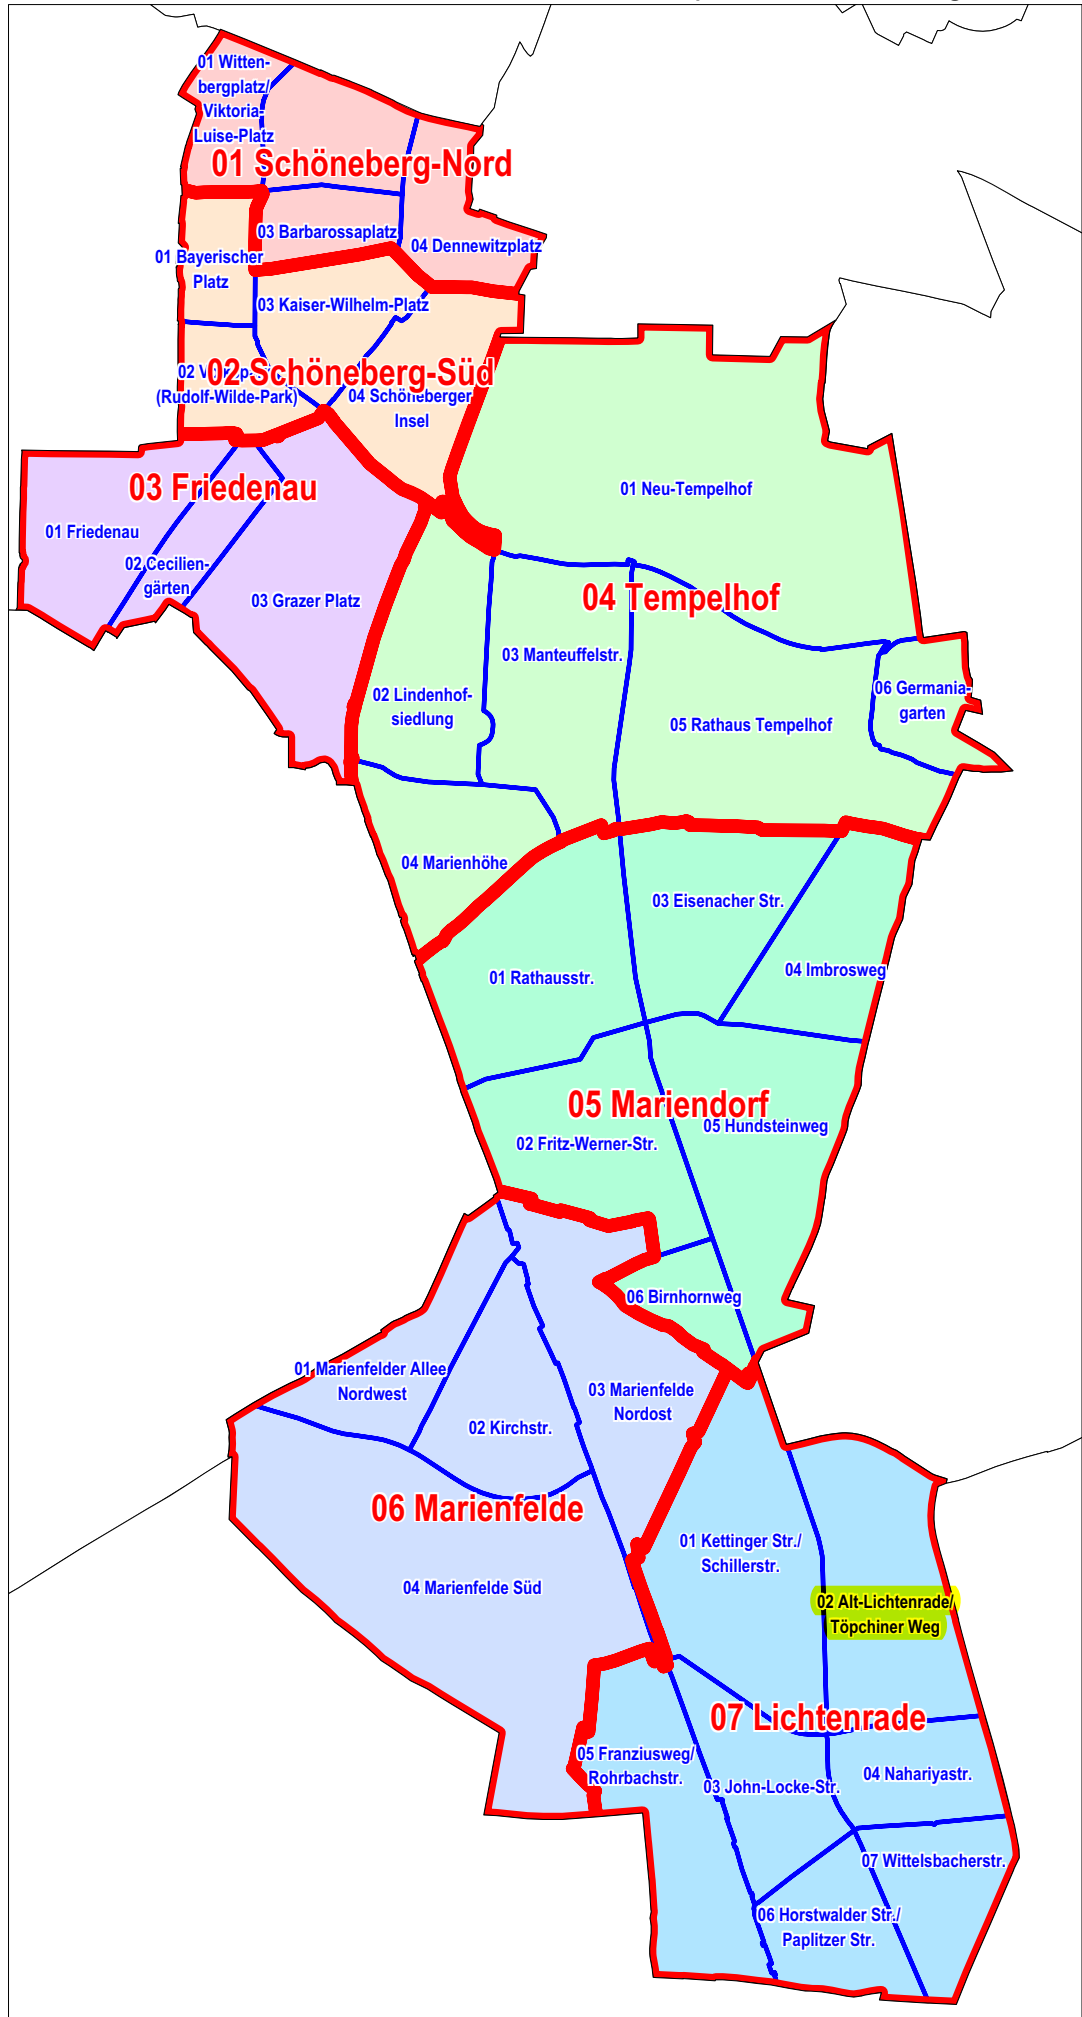 01 Witten-
bergplatz/
Viktoria-
Luise-Platz
01 Schöneberg-Nord
03 Barbarossaplatz
04 Dennewitzplatz
01 Bayerischer
Platz
03 Kaiser-Wilhelm-Platz
02
02 Schöneberg-Süd
(Rudolf-Wilde-Park)
04 Schöneberger
Insel
03 Friedenau
01 Friedenau
02 Cecilien-
gärten
03 Grazer Platz
01 Neu-Tempelhof
04 Tempelhof
03 Manteuffelstr.
02 Lindenhof-
siedlung
06 Germania-
garten
05 Rathaus Tempelhof
04 Marienhöhe
03 Eisenacher Str.
01 Rathausstr.
04 Imbrosweg
05 Mariendorf
05 Hundsteinweg
02 Fritz-Werner-Str.
06 Birnhornweg
01 Marienfelder Allee
Nordwest
03 Marienfelde
Nordost
02 Kirchstr.
06 Marienfelde
04 Marienfelde Süd
01 Kettinger Str./
Schillerstr.
02 Alt-Lichtenrade/
Töpchiner Weg
07 Lichtenrade
05 Franziusweg/
Rohrbachstr.
03 John-Locke-Str.
04 Nahariyastr.
07 Wittelsbacherstr.
06 Horstwalder Str./
Paplitzer Str.